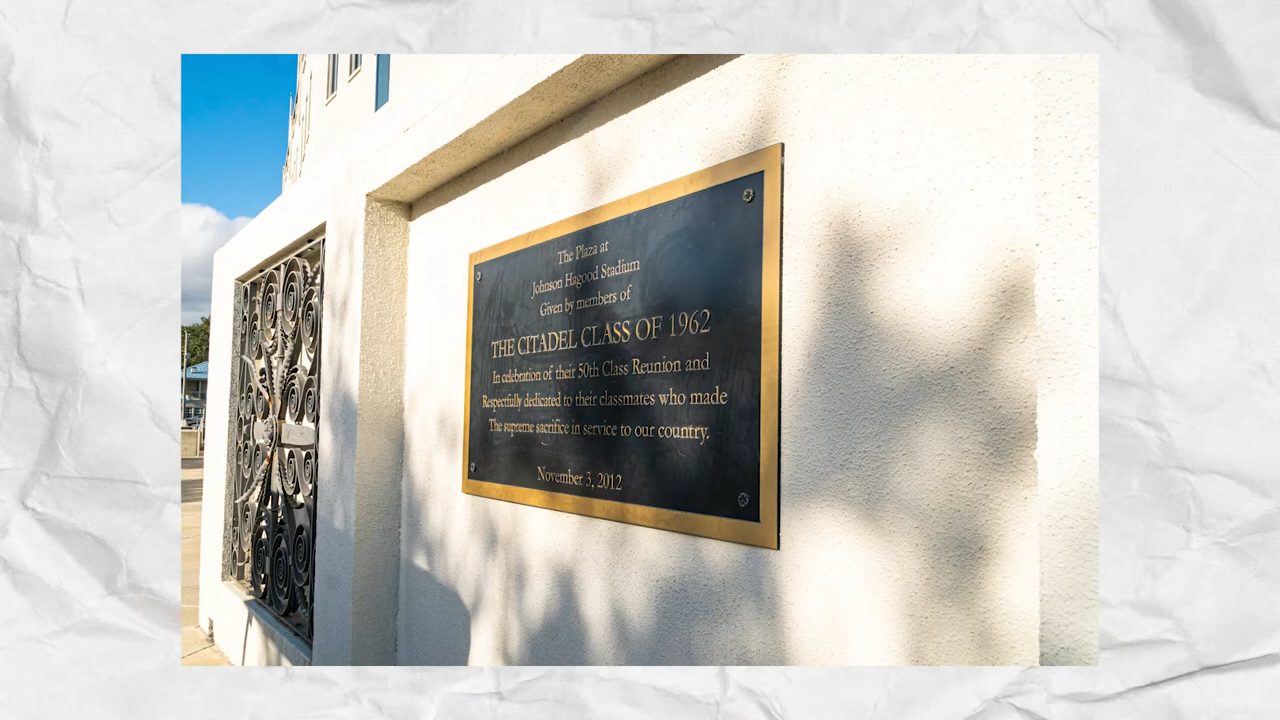 The Plaza at
Johnson Hagood Stadium
Given by members of
THE CITADEL CLASS OF 1962
In celebration of their 50th Class Reunion and
Respectfully dedicated to their classmates who made
The supreme sacrifice in service to our country.
November 3, 2012